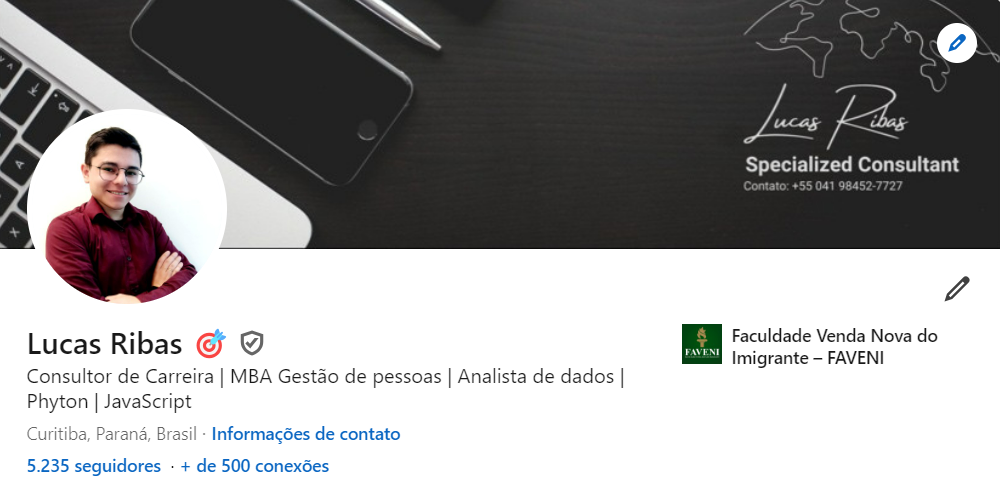 Lucas Ribas
Specialized Consultant
Contato: +55 041 98452-7727
Lucas Ribas
Consultor de Carreira | MBA Gestão de pessoas | Analista de dados |
Phyton | JavaScript
Curitiba, Paraná, Brasil · Informações de contato
5.235 seguidores · + de 500 conexões
FAVENI
Faculdade Venda Nova do
Imigrante – FAVENI